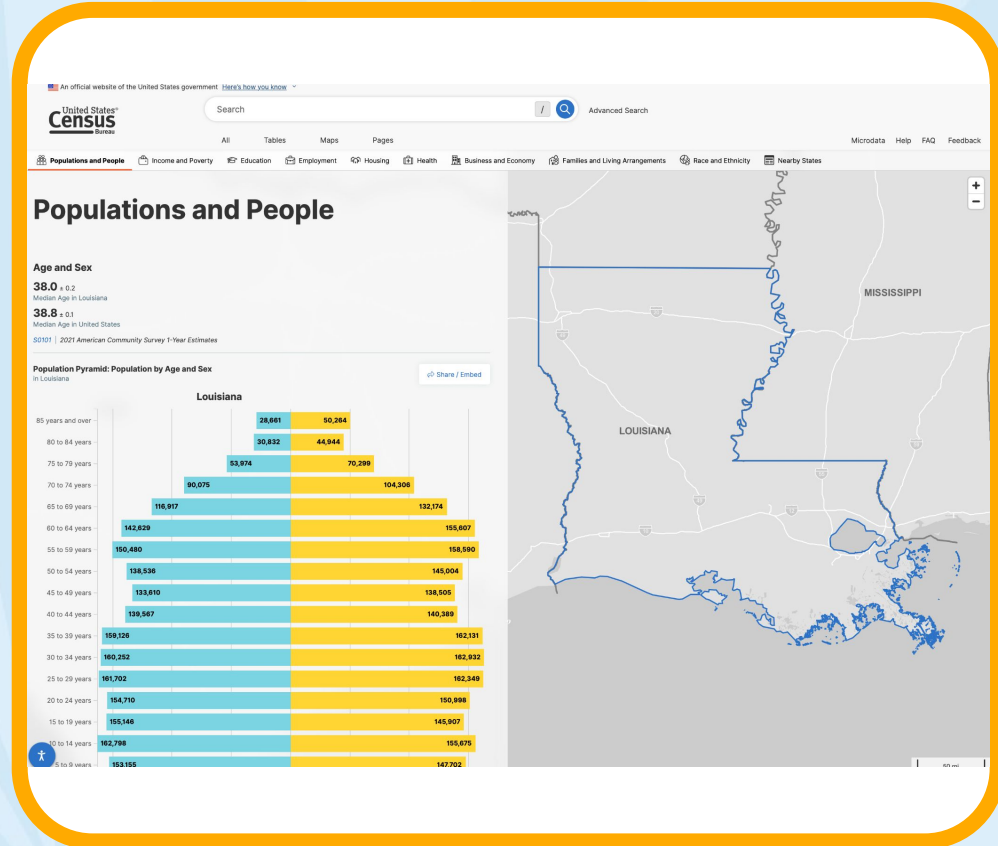 An official website of the United States government Here's how you know
United States®
Census
Bureau
Search
/
Advanced Search
All Tables Maps Pages
Microdata Help FAQ Feedback
Populations and People Income and Poverty Education Employment Housing Health Business and Economy Families and Living Arrangements Race and Ethnicity Nearby States
Populations and People
Age and Sex
38.0 ± 0.2
Median Age in Louisiana
38.8 ± 0.1
Median Age in United States
S0101 | 2021 American Community Survey 1-Year Estimates
Population Pyramid: Population by Age and Sex
in Louisiana
Share / Embed
Louisiana
85 years and over 28,661 50,264
80 to 84 years 30,832 44,944
75 to 79 years 53,974 70,299
70 to 74 years 90,075 104,306
65 to 69 years 116,917 132,174
60 to 64 years 142,629 155,607
55 to 59 years 150,480 158,590
50 to 54 years 138,536 145,004
45 to 49 years 133,610 138,505
40 to 44 years 139,567 140,389
35 to 39 years 159,126 162,131
30 to 34 years 160,252 162,932
25 to 29 years 161,702 162,349
20 to 24 years 154,710 150,998
15 to 19 years 155,146 145,907
10 to 14 years 162,798 155,675
5 to 9 years 153,155 147,702
+
−
MISSISSIPPI
LOUISIANA
50 mi